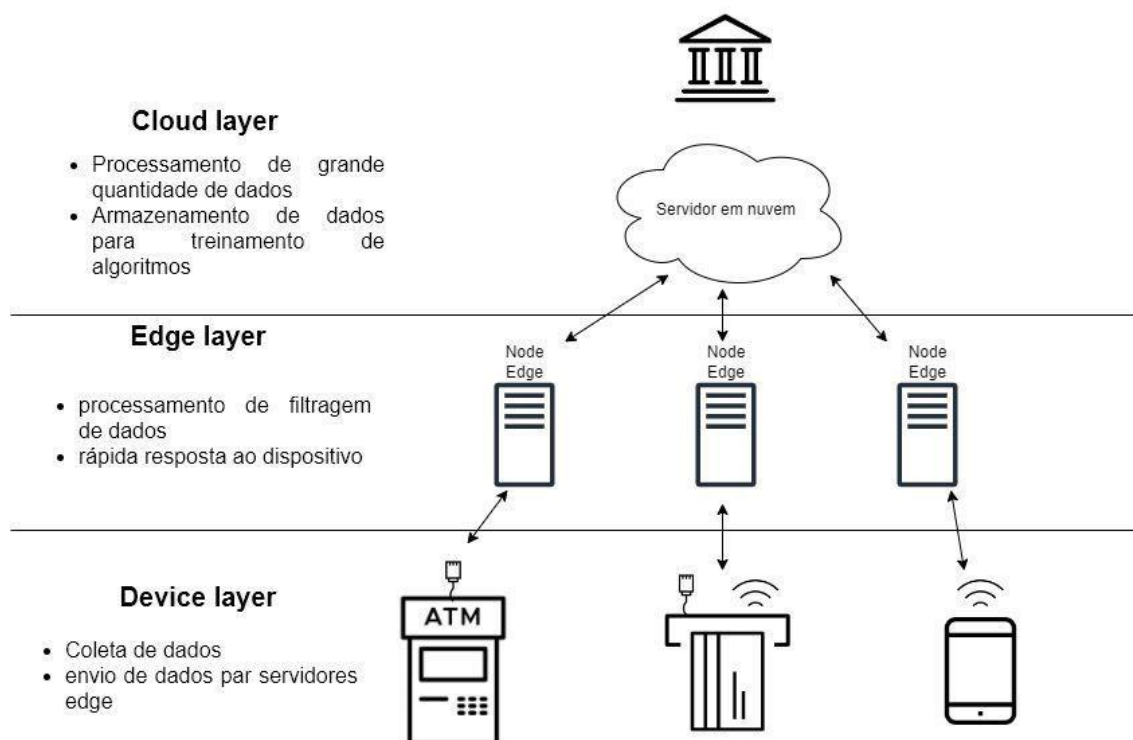 Cloud layer
• Processamento de grande
quantidade de dados
• Armazenamento de dados
para treinamento de
algoritmos
Servidor em nuvem
Edge layer
• processamento de filtragem
de dados
• rápida resposta ao dispositivo
Node
Edge
Node
Edge
Node
Edge
Device layer
• Coleta de dados
• envio de dados par servidores
edge
ATM